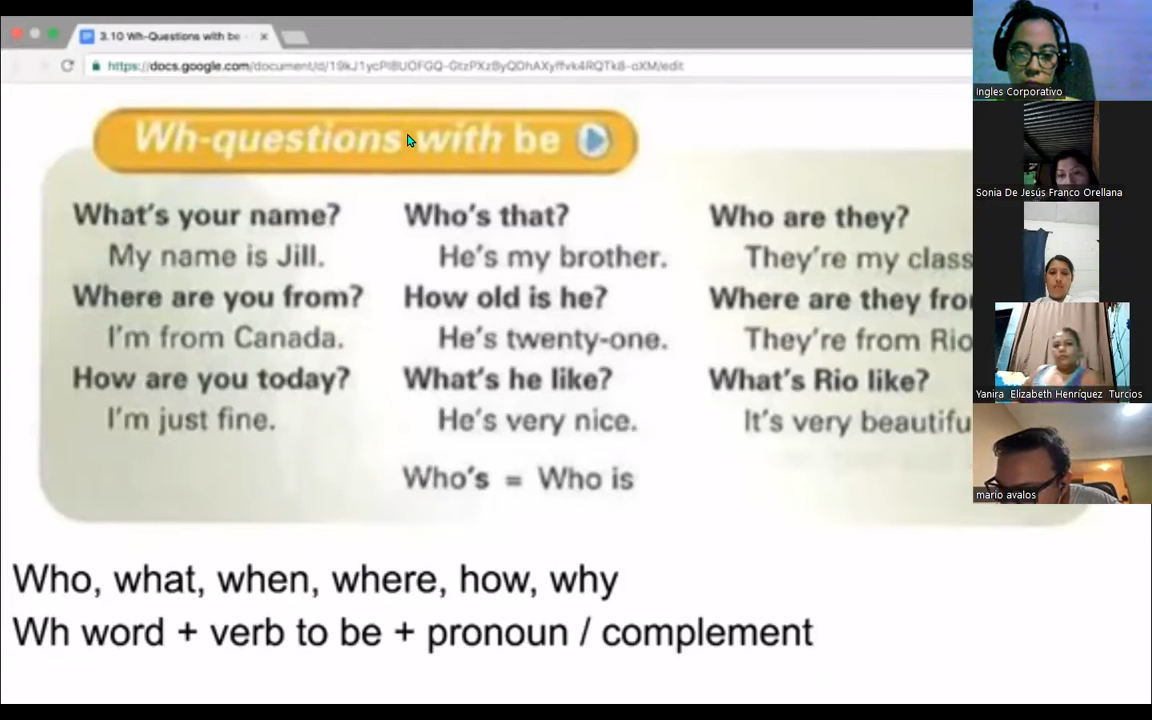 3.10 Wh-Questions with be -
docs.google.com
Wh-questions with be
What's your name?
My name is Jill.
Where are you from?
I'm from Canada.
How are you today?
I'm just fine.
Who's that?
He's my brother.
How old is he?
He's twenty-one.
What's he like?
He's very nice.
Who's = Who is
Who are they?
They're my class
Where are they fro
They're from Rio
What's Rio like?
It's very beautifu
Who, what, when, where, how, why
Wh word + verb to be + pronoun / complement
Ingles Corporativo
Sonia De Jesús Franco Orellana
Yanira Elizabeth Henríquez Turcios
mario avalos